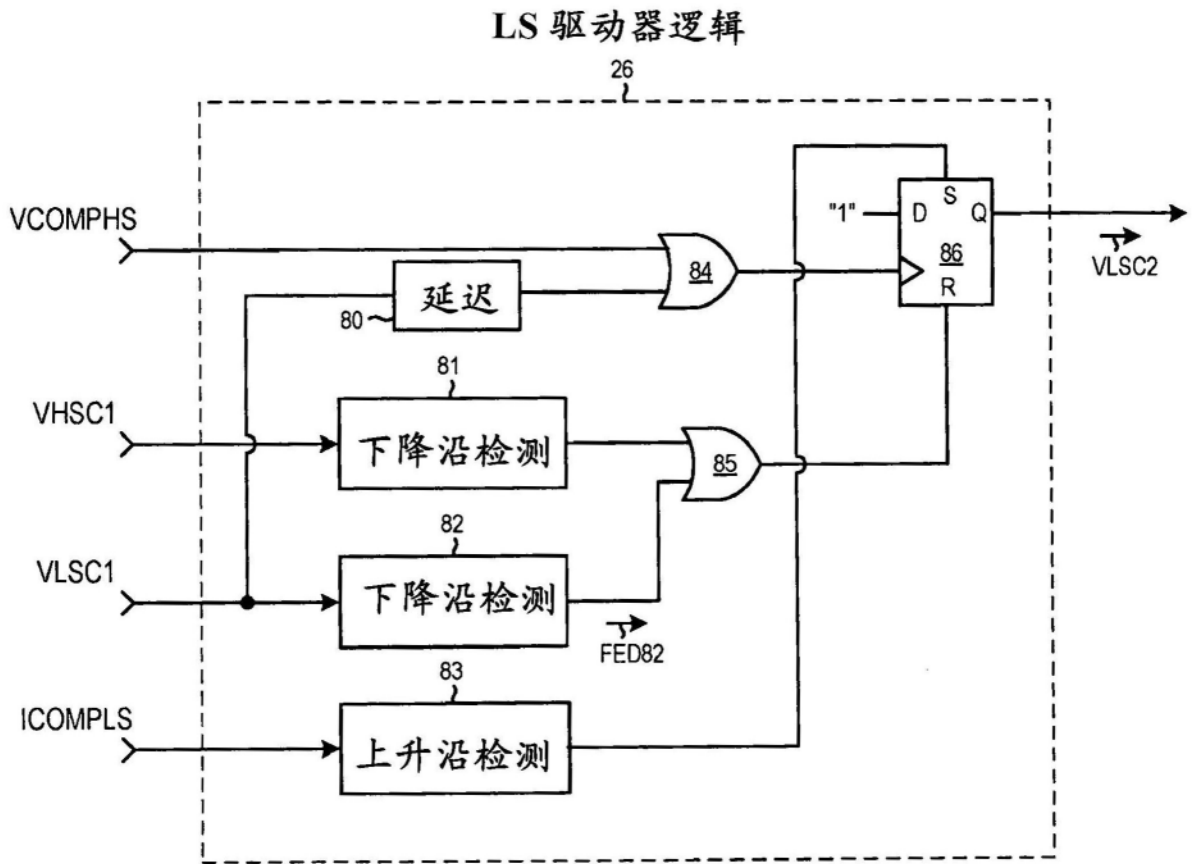 LS 驱动器逻辑
26
VCOMPHS
80
延迟
84
"1"
D
S
Q
86
R
VLSC2
VHSC1
81
下降沿检测
85
VLSC1
82
下降沿检测
FED82
ICOMPLS
83
上升沿检测